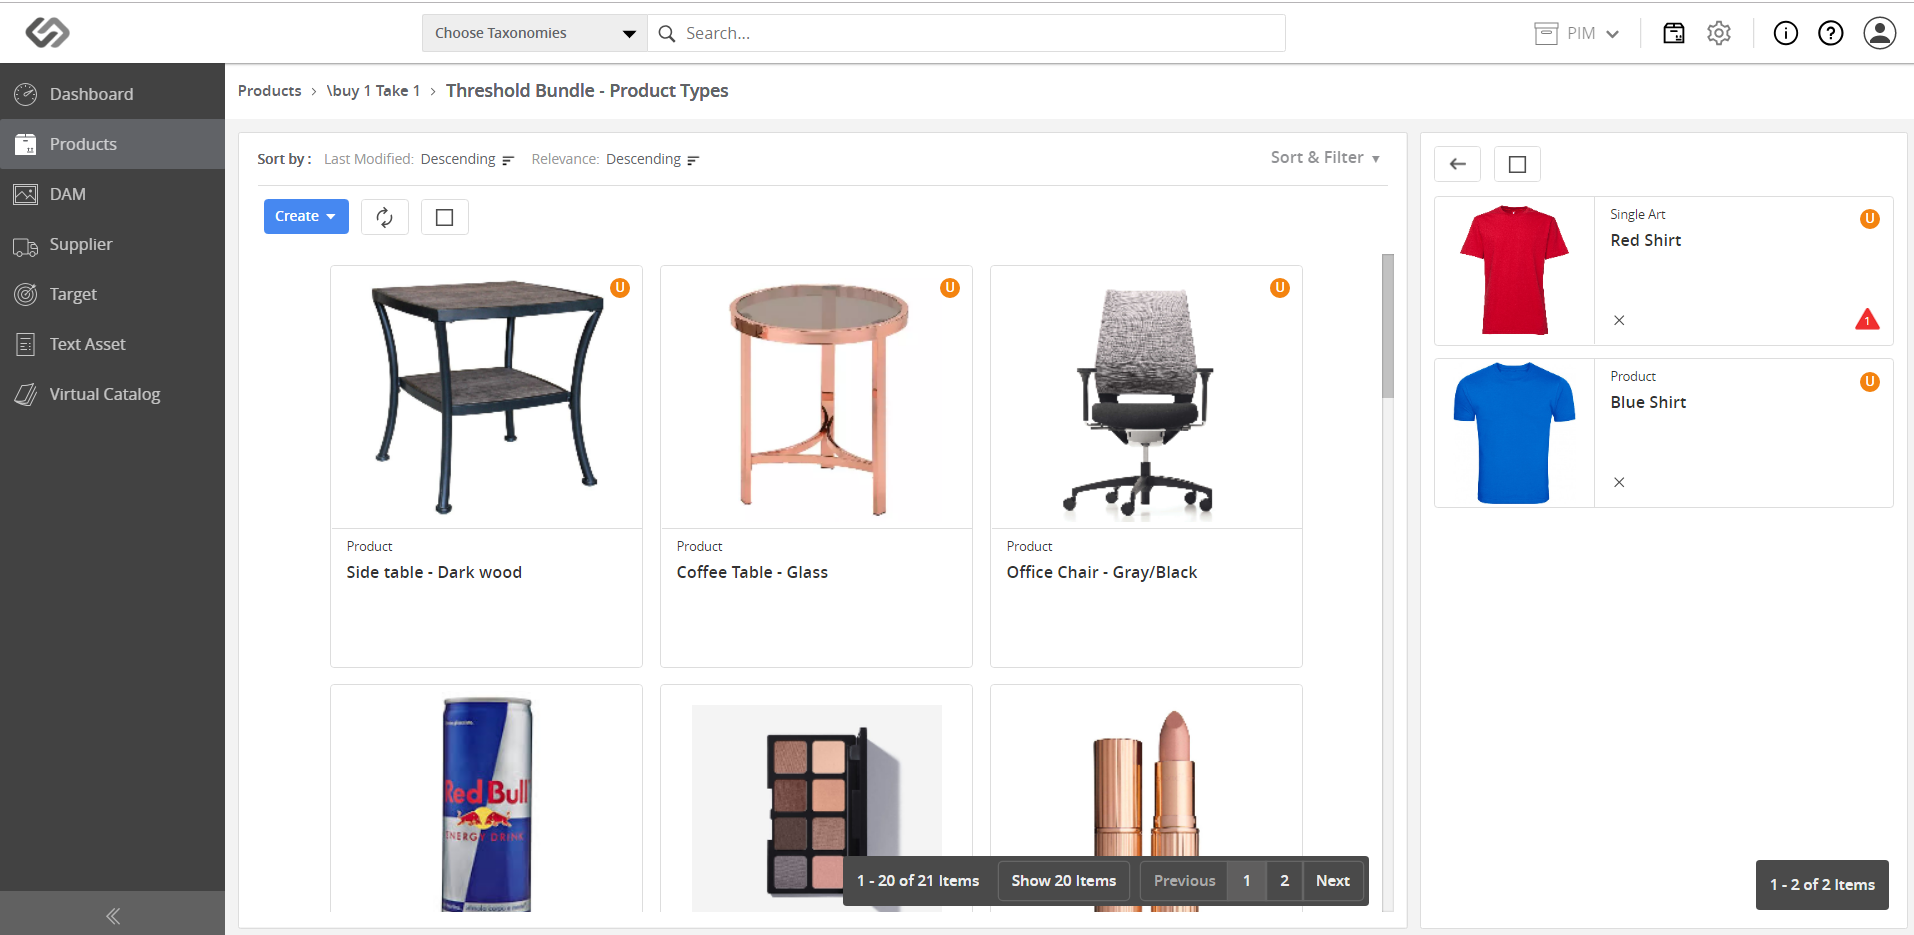 Choose Taxonomies
Search...
PIM
Dashboard
Products
DAM
Supplier
Target
Text Asset
Virtual Catalog
Products > \buy 1 Take 1 > Threshold Bundle - Product Types
Sort by : Last Modified: Descending Relevance: Descending
Sort & Filter
Create
U
Product
Side table - Dark wood
U
Product
Coffee Table - Glass
U
Product
Office Chair - Gray/Black
Red Bull
ENERGY DRINK
1 - 20 of 21 Items
Show 20 Items
Previous
1
2
Next
Single Art
U
Red Shirt
1
Product
U
Blue Shirt
1 - 2 of 2 Items